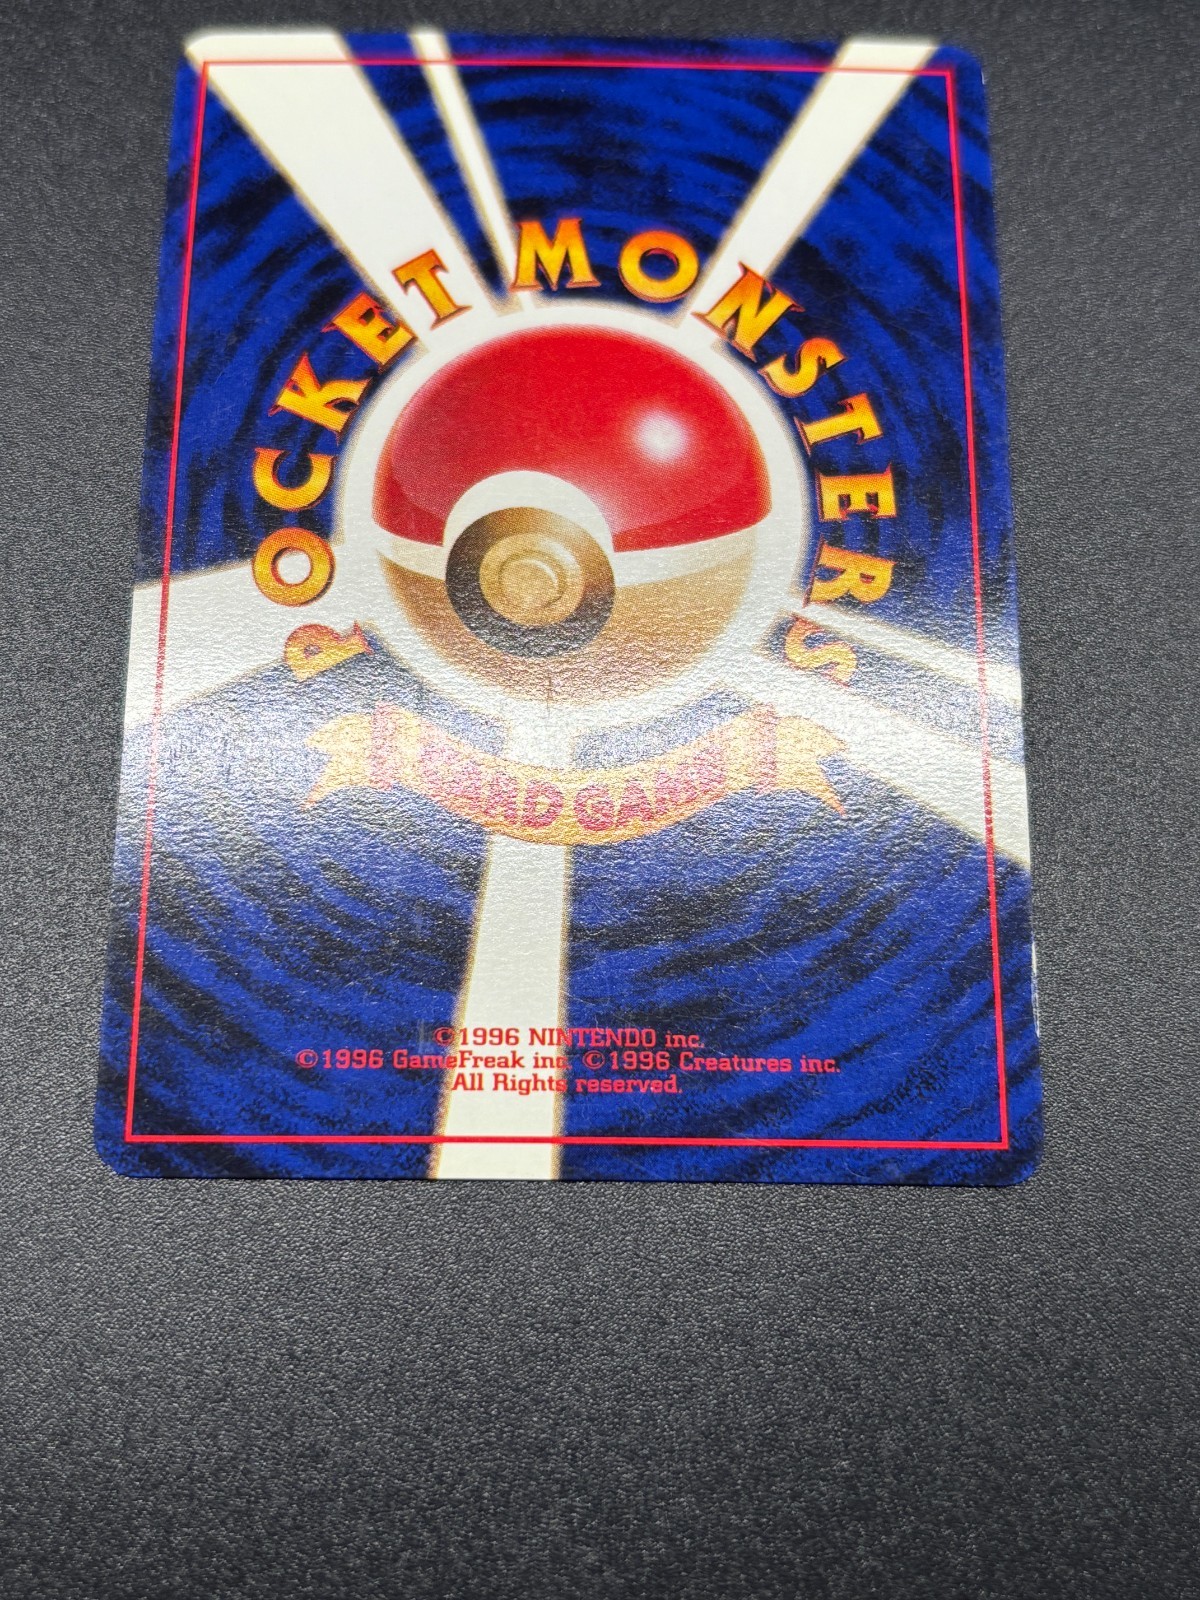 POCKET MONSTERS
CARD GAME
©1996 NINTENDO inc.
©1996 GameFreak inc. ©1996 Creatures inc.
All Rights reserved.